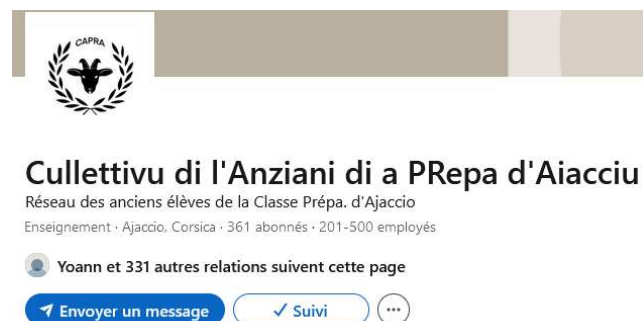 CAPRA
Cullettivu di l'Anziani di a PRepa d'Aiacciu
Réseau des anciens élèves de la Classe Prépa. d'Ajaccio
Enseignement · Ajaccio, Corsica · 361 abonnés · 201-500 employés
Yoann et 331 autres relations suivent cette page
Envoyer un message
Suivi